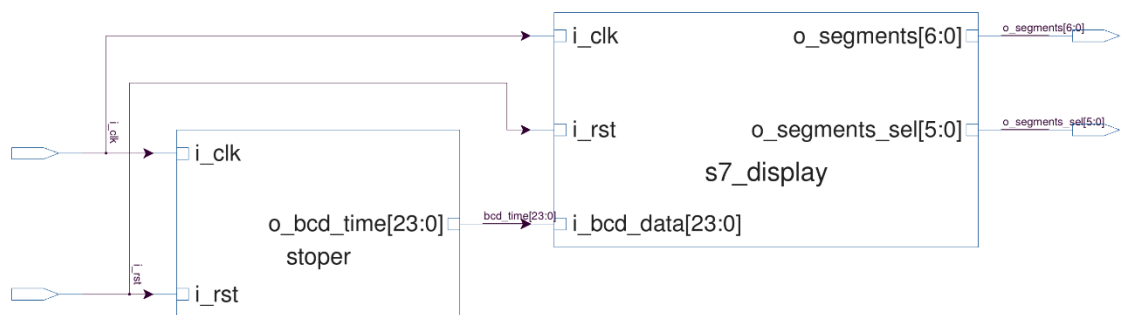 i_clk
o_segments[6:0]
o_segments[6:0]
i_clk
i_rst
o_segments_sel[5:0]
o_segments_sel[5:0]
i_clk
s7_display
o_bcd_time[23:0]
bcd_time[23:0]
i_bcd_data[23:0]
stoper
i_rst
i_rst